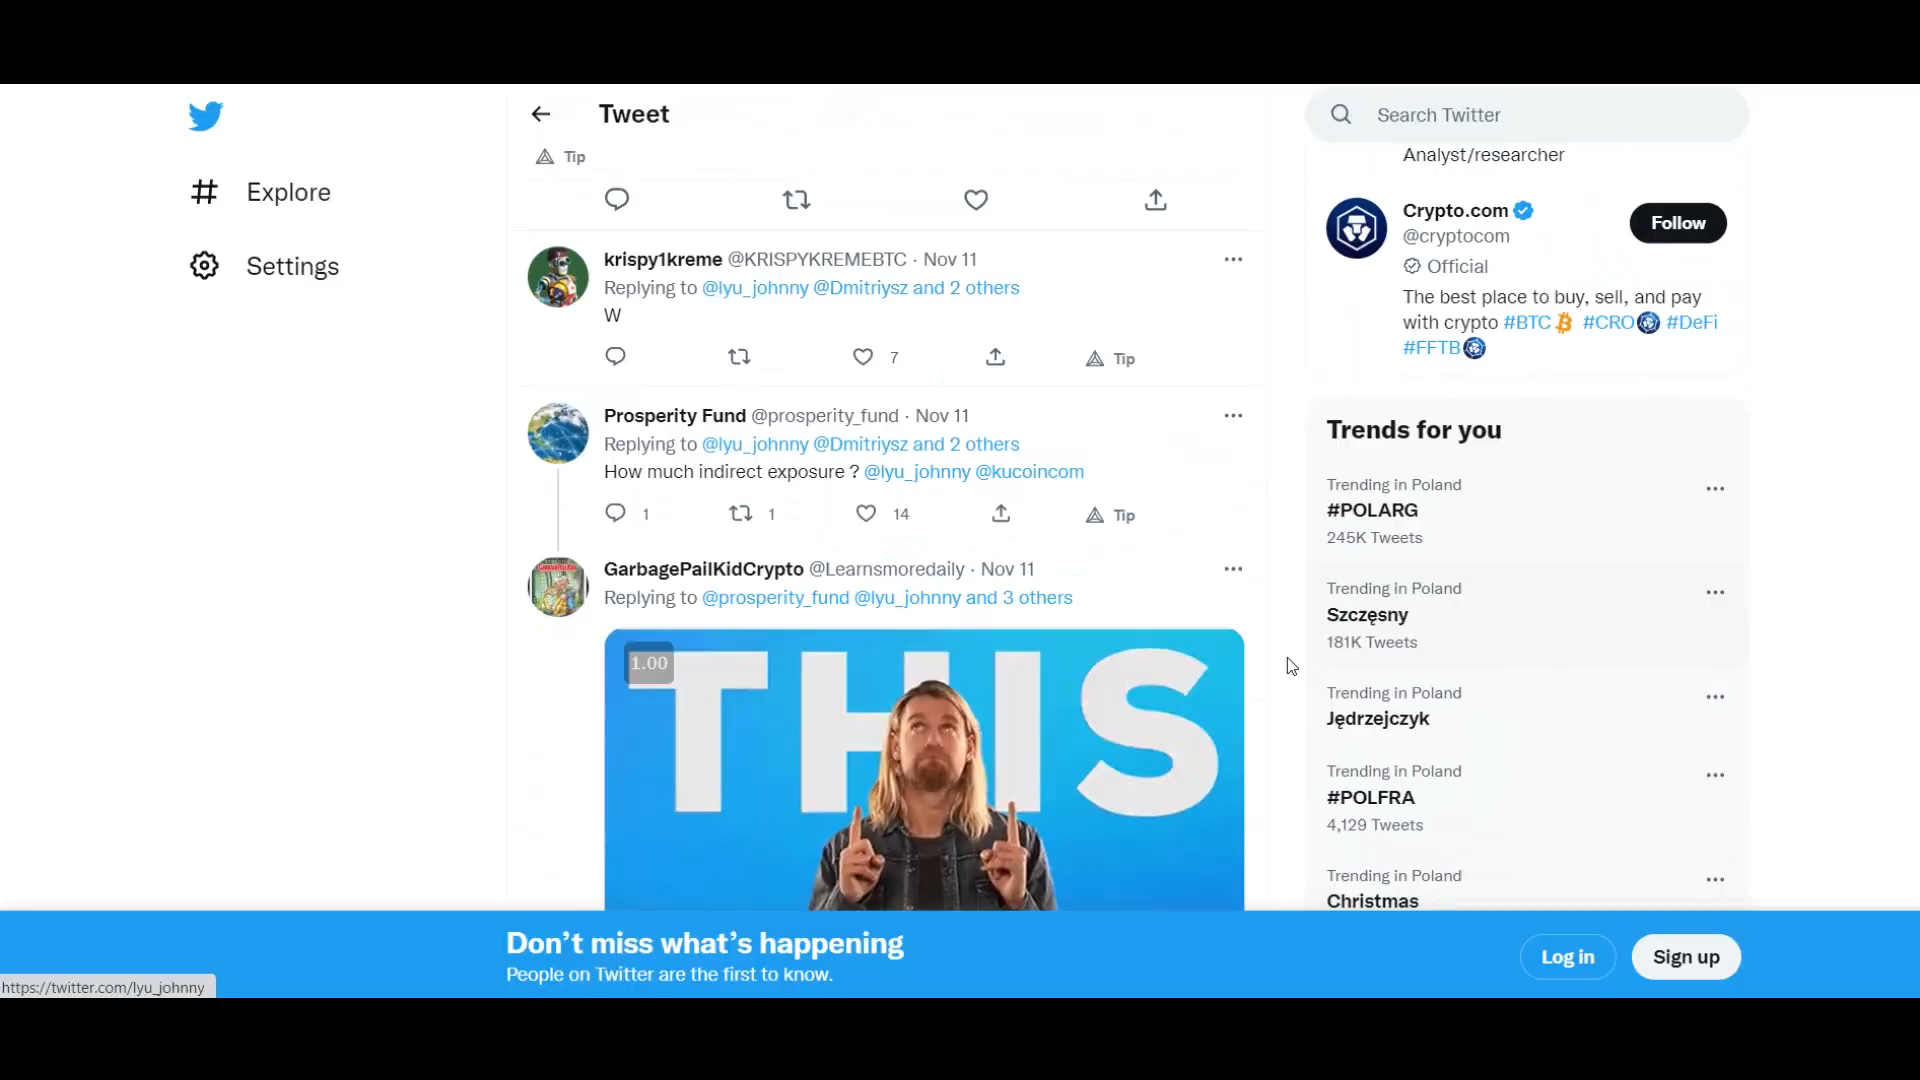 Tweet
Search Twitter
Tip
Explore
Settings
krispy1kreme @KRISPYKREMEBTC · Nov 11
Replying to @lyu_johnny @Dmitriysz and 2 others
W
7
Tip
Prosperity Fund @prosperity_fund · Nov 11
Replying to @lyu_johnny @Dmitriysz and 2 others
How much indirect exposure ? @lyu_johnny @kucoincom
1
1
14
Tip
GarbagePailKidCrypto @Learnsmoredaily · Nov 11
Replying to @prosperity_fund @lyu_johnny and 3 others
1.00
THIS
Analyst/researcher
Crypto.com
@cryptocom
Follow
Official
The best place to buy, sell, and pay
with crypto #BTC #CRO #DeFi
#FFTB
Trends for you
Trending in Poland
#POLARG
245K Tweets
Trending in Poland
Szczęsny
181K Tweets
Trending in Poland
Jędrzejczyk
Trending in Poland
#POLFRA
4,129 Tweets
Trending in Poland
Christmas
Don’t miss what’s happening
People on Twitter are the first to know.
Log in
Sign up
https://twitter.com/lyu_johnny